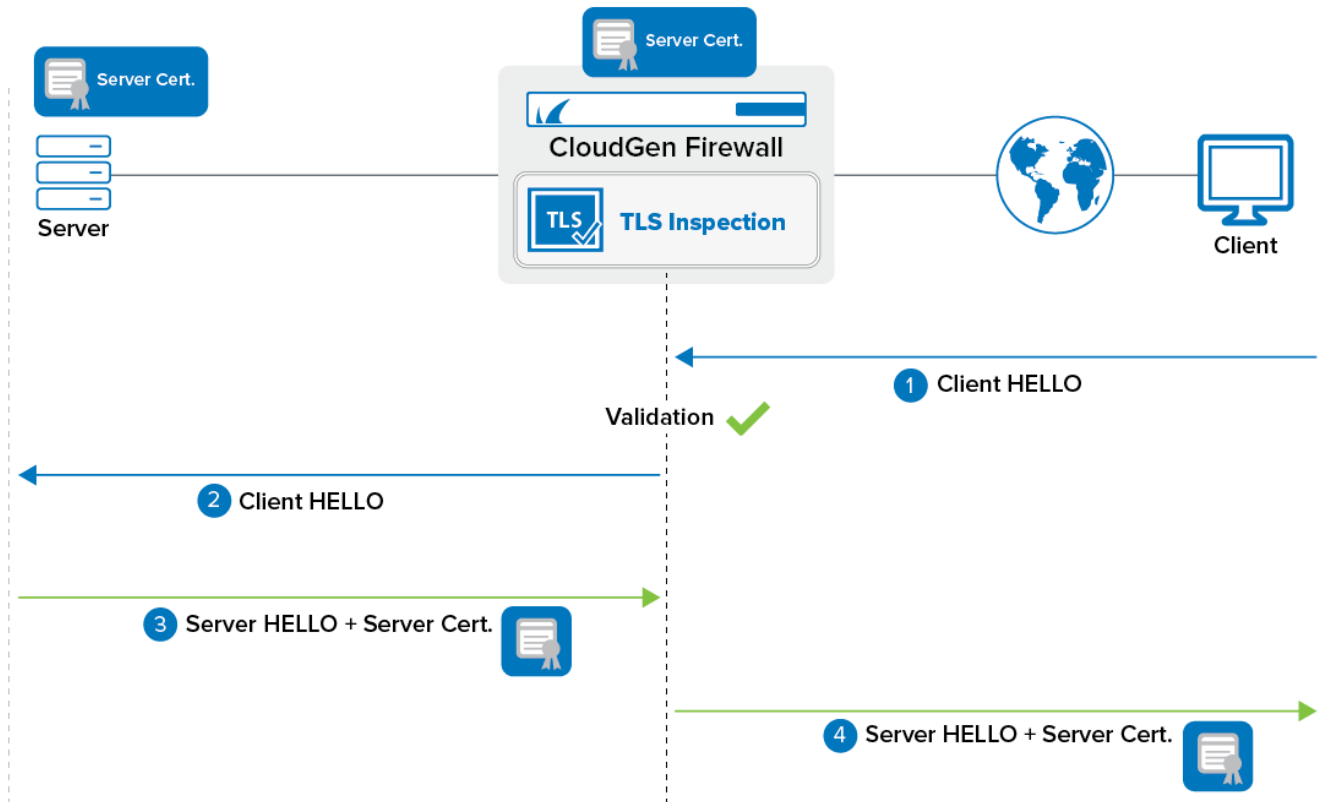 Server Cert.
Server Cert.
CloudGen Firewall
TLS
TLS Inspection
Server
Client
1 Client HELLO
Validation
2 Client HELLO
3 Server HELLO + Server Cert.
4 Server HELLO + Server Cert.